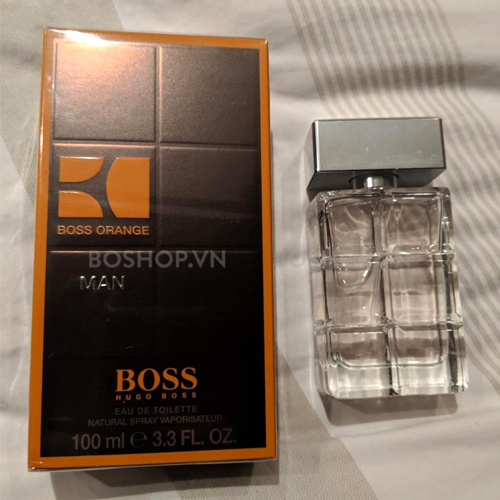 BOSS ORANGE
BOSHOP.VN
MAN
BOSS
HUGO BOSS
EAU DE TOILETTE
NATURAL SPRAY VAPORISATEUR
100 ml ℮ 3.3 FL. OZ.